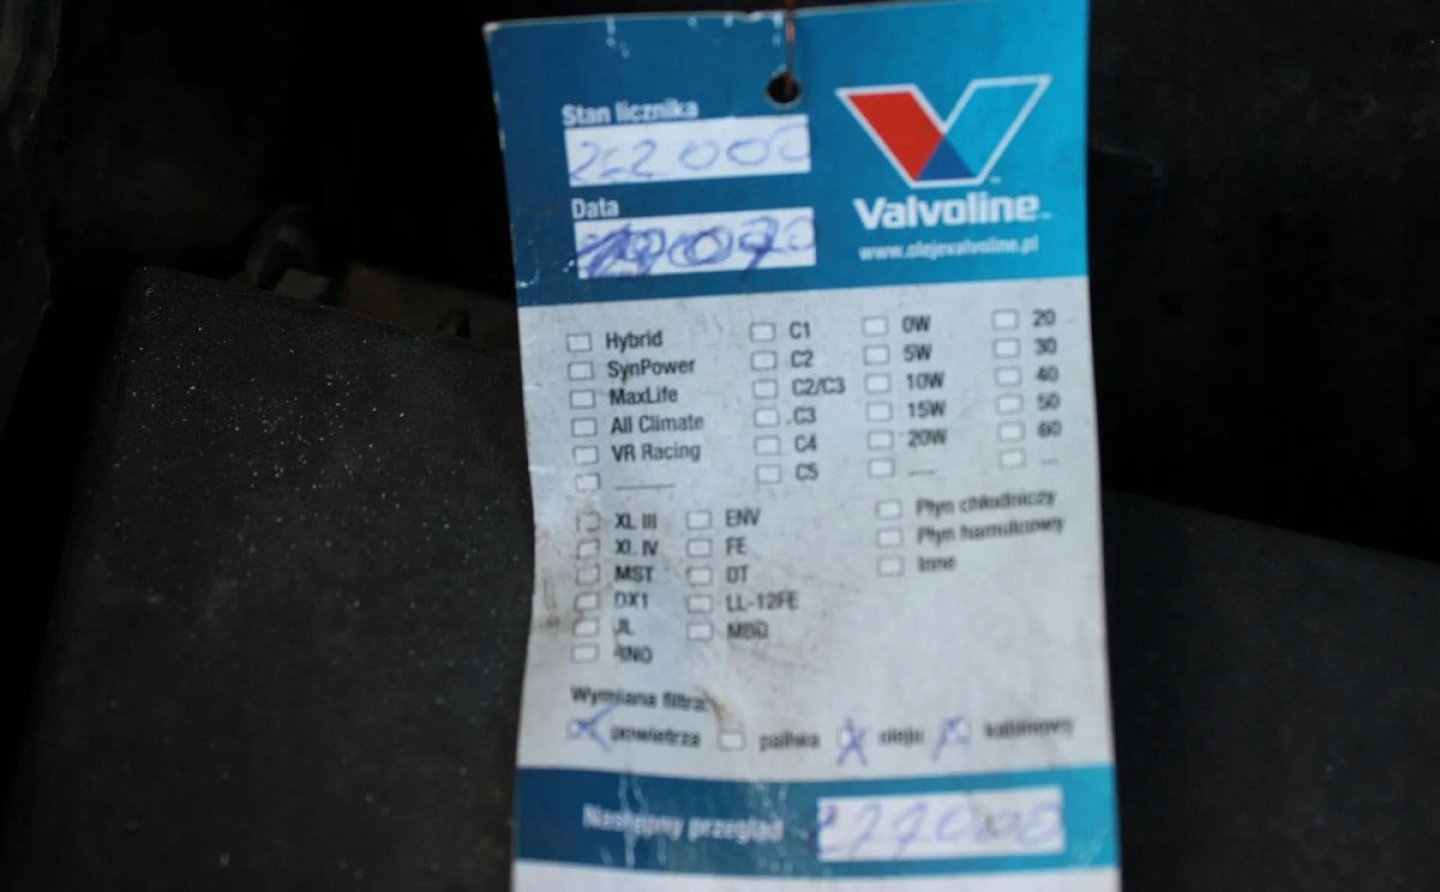 Stan licznika
262 000
Data
Valvoline
www.olejevalvoline.pl
Hybrid C1 0W 20
SynPower C2 5W 30
MaxLife C2/C3 10W 40
All Climate C3 15W 50
VR Racing C4 20W 60
C5
XL III ENV Płyn chłodniczy
XL IV FE Płyn hamulcowy
MST DT Inne
DX1 LL-12FE
JL MBD
RNO
Wymiana filtra:
powietrza paliwa oleju kabinowy
Następny przegląd